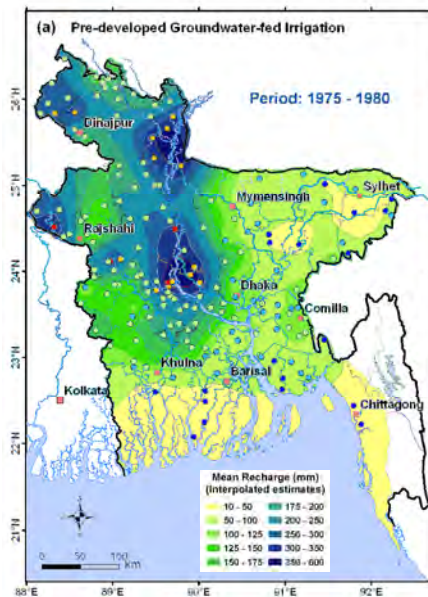 (a) Pre-developed Groundwater-fed Irrigation
Period: 1975 - 1980
26°N
Dinajpur
25°N
Mymensingh
Sylhet
Rajshahi
24°N
Dhaka
Comilla
23°N
Khulna
Barisal
Kolkata
Chittagong
22°N
Mean Recharge (mm)
(Interpolated estimates)
10 - 50 175 - 200
50 - 100 200 - 250
100 - 125 250 - 300
125 - 150 300 - 350
150 - 175 350 - 600
21°N
0 50 100
Km
88°E 89°E 90°E 91°E 92°E